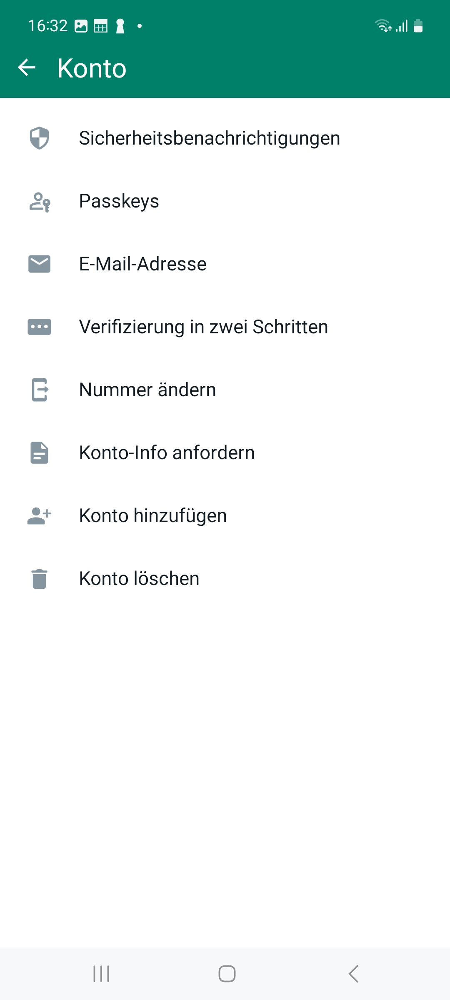 16:32
Konto
Sicherheitsbenachrichtigungen
Passkeys
E-Mail-Adresse
Verifizierung in zwei Schritten
Nummer ändern
Konto-Info anfordern
Konto hinzufügen
Konto löschen